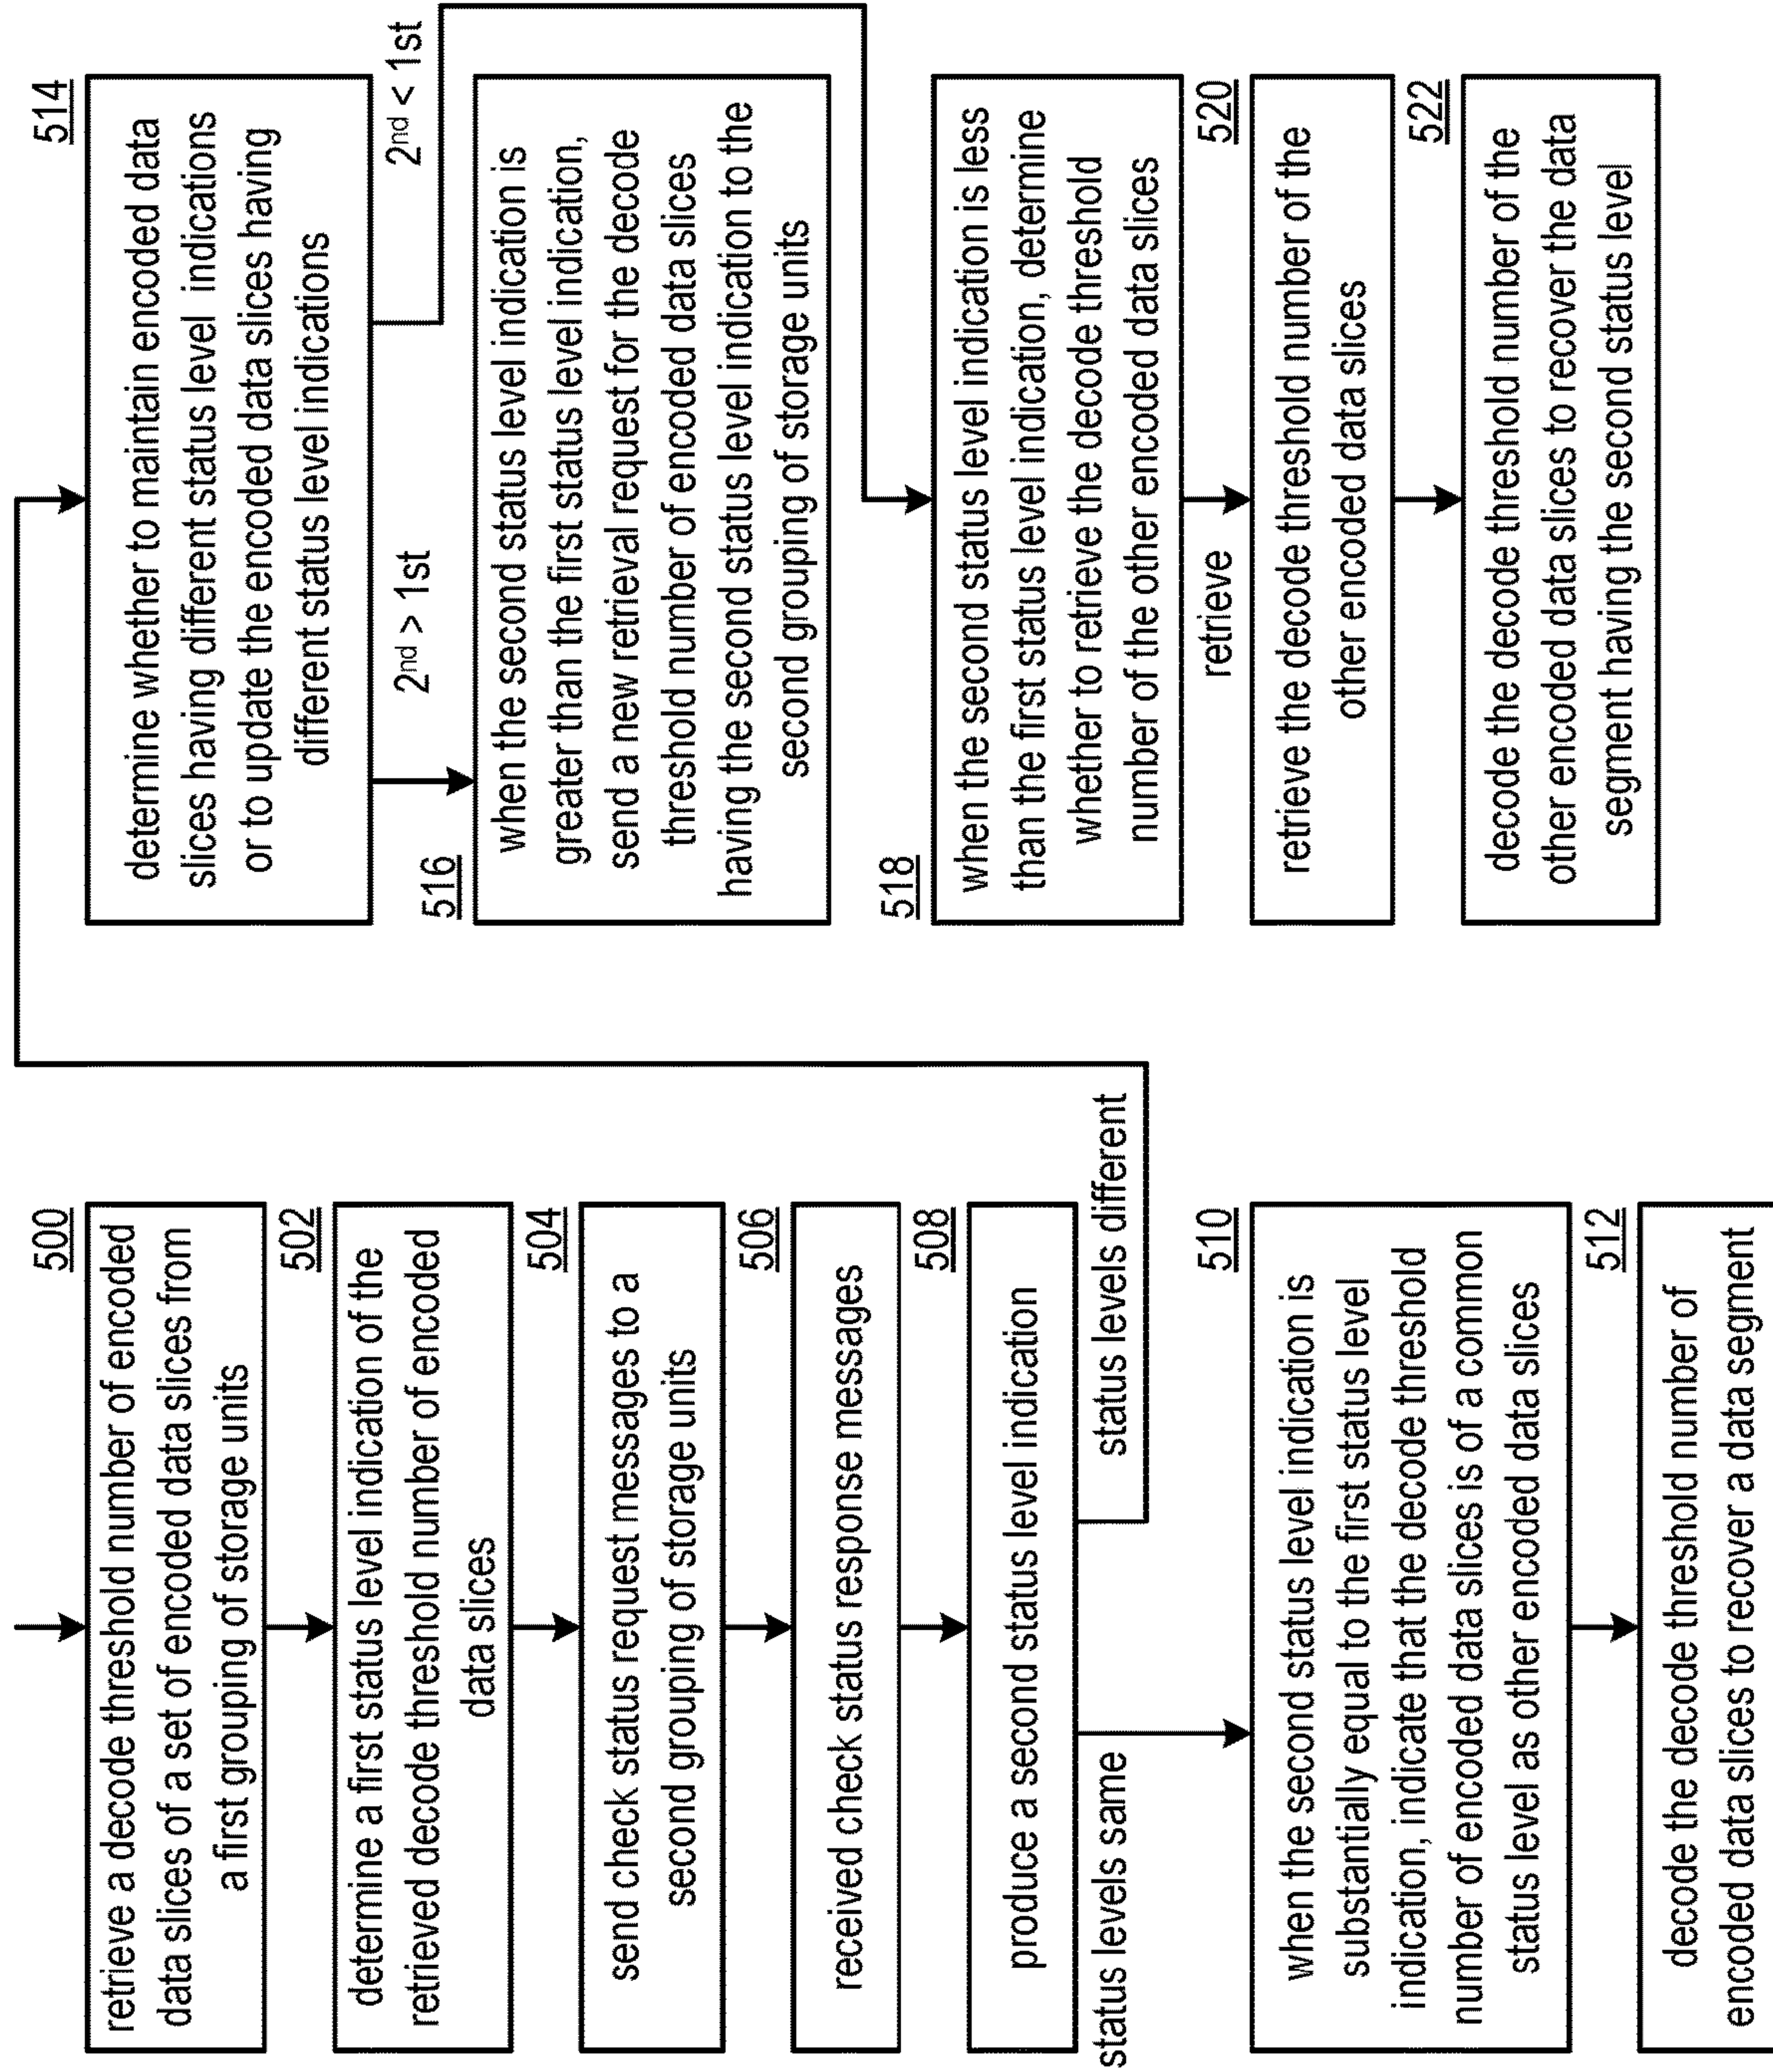 500
retrieve a decode threshold number of encoded
data slices of a set of encoded data slices from
a first grouping of storage units
502
determine a first status level indication of the
retrieved decode threshold number of encoded
data slices
504
send check status request messages to a
second grouping of storage units
506
received check status response messages
508
produce a second status level indication
status levels same
status levels different
510
when the second status level indication is
substantially equal to the first status level
indication, indicate that the decode threshold
number of encoded data slices is of a common
status level as other encoded data slices
512
decode the decode threshold number of
encoded data slices to recover a data segment
514
determine whether to maintain encoded data
slices having different status level indications
or to update the encoded data slices having
different status level indications
2nd > 1st
2nd < 1st
516
when the second status level indication is
greater than the first status level indication,
send a new retrieval request for the decode
threshold number of encoded data slices
having the second status level indication to the
second grouping of storage units
518
when the second status level indication is less
than the first status level indication, determine
whether to retrieve the decode threshold
number of the other encoded data slices
retrieve
520
retrieve the decode threshold number of the
other encoded data slices
522
decode the decode threshold number of the
other encoded data slices to recover the data
segment having the second status level